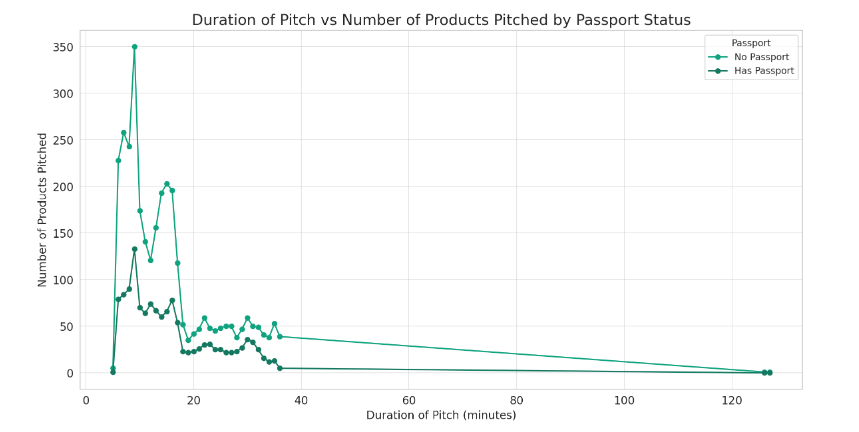 Duration of Pitch vs Number of Products Pitched by Passport Status
Number of Products Pitched
350
300
250
200
150
100
50
0
Passport
No Passport
Has Passport
0 20 40 60 80 100 120
Duration of Pitch (minutes)